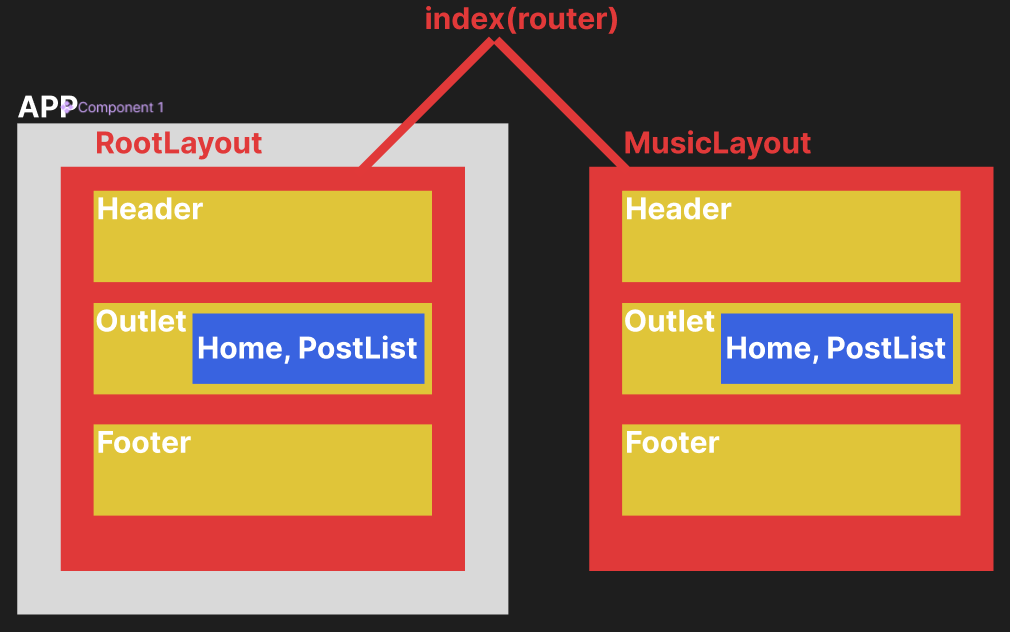 index(router)
APP
Component 1
RootLayout
Header
Outlet
Home, PostList
Footer
MusicLayout
Header
Outlet
Home, PostList
Footer